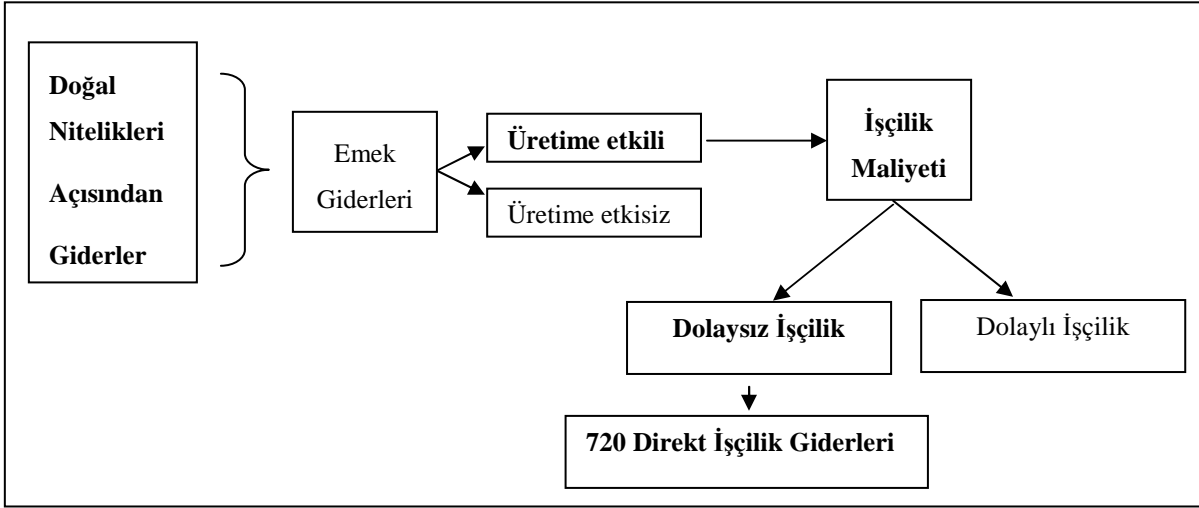 Doğal
Nitelikleri
Açısından
Giderler
Emek
Giderleri
Üretime etkili
Üretime etkisiz
İşçilik
Maliyeti
Dolaysız İşçilik
Dolaylı İşçilik
720 Direkt İşçilik Giderleri